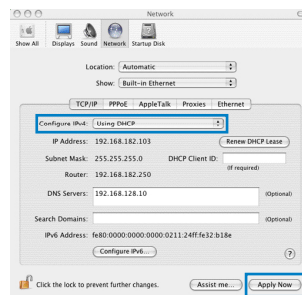 Network
Show All Displays Sound Network Startup Disk
Location: Automatic
Show: Built-in Ethernet
TCP/IP PPPoE AppleTalk Proxies Ethernet
Configure IPv4: Using DHCP
IP Address: 192.168.182.103 Renew DHCP Lease
Subnet Mask: 255.255.255.0 DHCP Client ID:
(If required)
Router: 192.168.182.250
DNS Servers: 192.168.128.10 (Optional)
Search Domains: (Optional)
IPv6 Address: fe80:0000:0000:0000:0211:24ff:fe32:b18e
Configure IPv6... ?
Click the lock to prevent further changes. Assist me... Apply Now